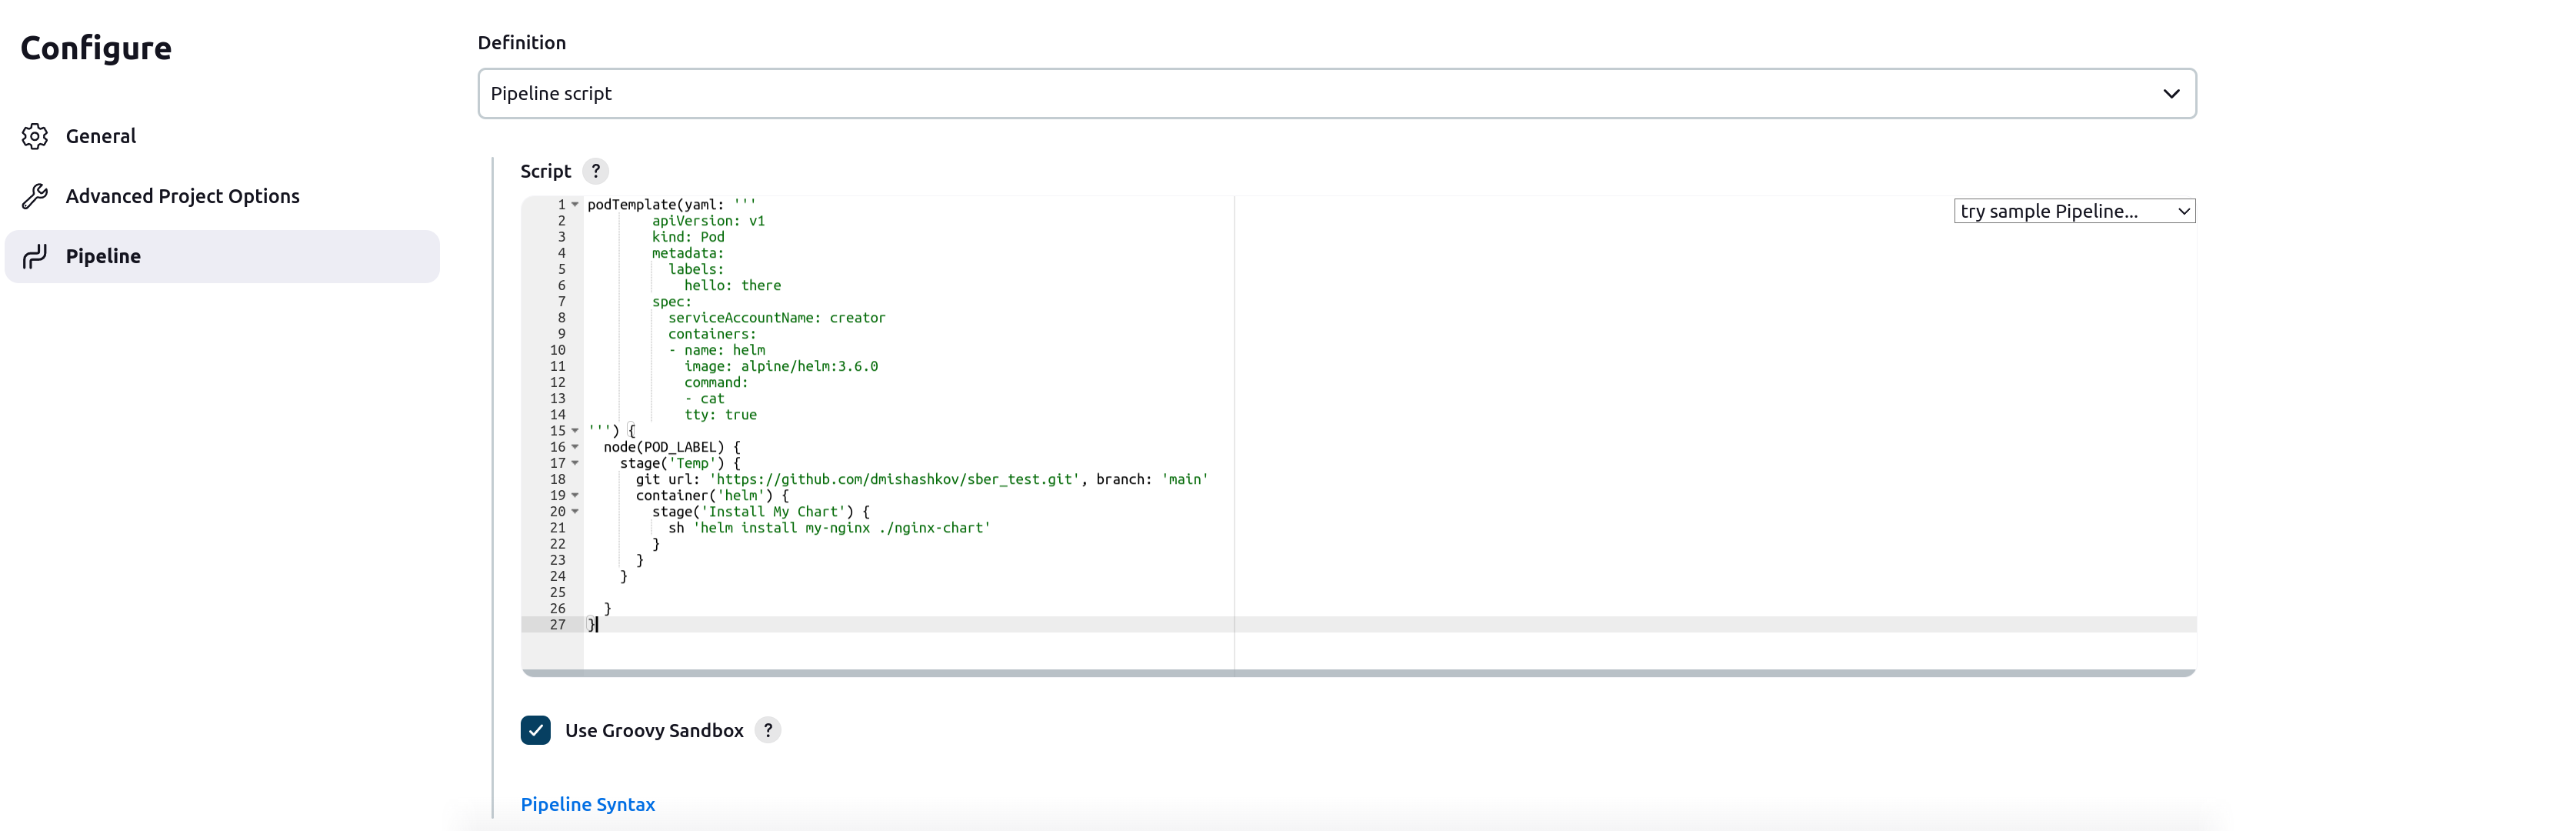 Configure
General
Advanced Project Options
Pipeline
Definition
Pipeline script
Script ?
try sample Pipeline...
1 podTemplate(yaml: '''
2         apiVersion: v1
3         kind: Pod
4         metadata:
5           labels:
6             hello: there
7         spec:
8           serviceAccountName: creator
9           containers:
10           - name: helm
11             image: alpine/helm:3.6.0
12             command:
13             - cat
14             tty: true
15 ''') {
16   node(POD_LABEL) {
17     stage('Temp') {
18       git url: 'https://github.com/dmishashkov/sber_test.git', branch: 'main'
19       container('helm') {
20         stage('Install My Chart') {
21           sh 'helm install my-nginx ./nginx-chart'
22         }
23       }
24     }
25
26   }
27 }
Use Groovy Sandbox ?
Pipeline Syntax